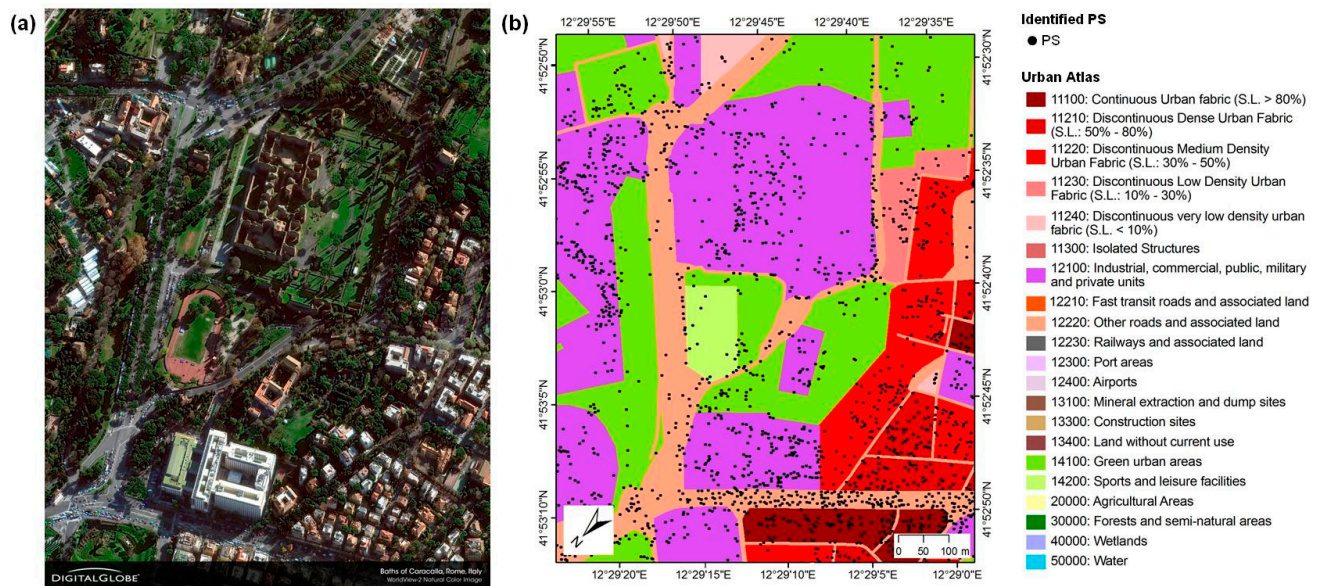 (a)
(b)
12°29'55"E 12°29'50"E 12°29'45"E 12°29'40"E 12°29'35"E
41°52'50"N
41°52'55"N
41°53'0"N
41°53'5"N
41°53'10"N
41°52'30"N
41°52'35"N
41°52'40"N
41°52'45"N
41°52'50"N
N
0 50 100 m
12°29'20"E 12°29'15"E 12°29'10"E 12°29'5"E 12°29'0"E
DIGITALGLOBE
Baths of Caracalla, Rome, Italy
WorldView-2 Natural Color Image
Identified PS
PS
Urban Atlas
11100: Continuous Urban fabric (S.L. > 80%)
11210: Discontinuous Dense Urban Fabric
(S.L.: 50% - 80%)
11220: Discontinuous Medium Density
Urban Fabric (S.L.: 30% - 50%)
11230: Discontinuous Low Density Urban
Fabric (S.L.: 10% - 30%)
11240: Discontinuous very low density urban
fabric (S.L. < 10%)
11300: Isolated Structures
12100: Industrial, commercial, public, military
and private units
12210: Fast transit roads and associated land
12220: Other roads and associated land
12230: Railways and associated land
12300: Port areas
12400: Airports
13100: Mineral extraction and dump sites
13300: Construction sites
13400: Land without current use
14100: Green urban areas
14200: Sports and leisure facilities
20000: Agricultural Areas
30000: Forests and semi-natural areas
40000: Wetlands
50000: Water